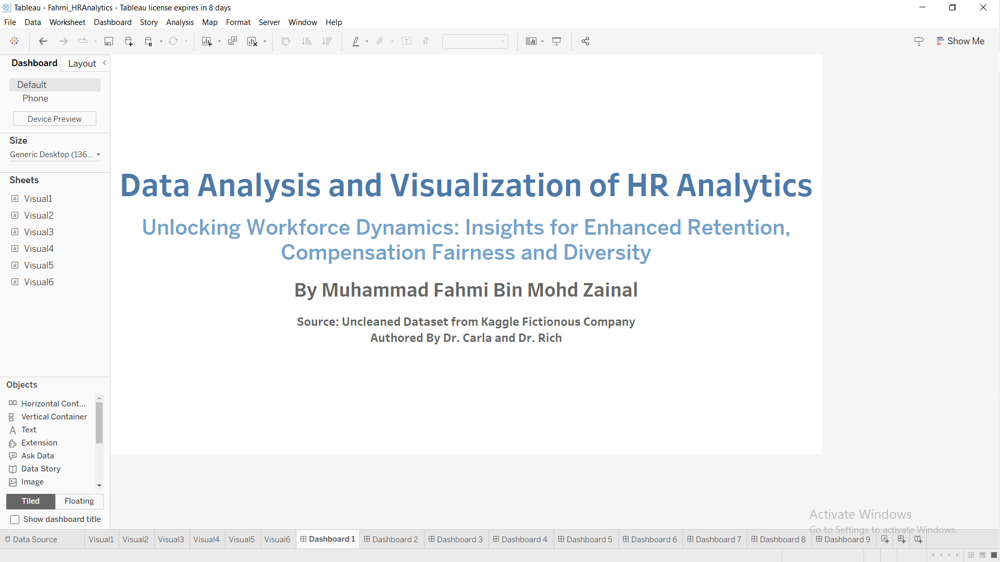 Tableau - Fahmi_HRAnalytics - Tableau license expires in 8 days
File Data Worksheet Dashboard Story Analysis Map Format Server Window Help
Show Me
Dashboard Layout
Default
Phone
Device Preview
Size
Generic Desktop (136...
Sheets
Visual1
Visual2
Visual3
Visual4
Visual5
Visual6
Objects
Horizontal Cont...
Vertical Container
Text
Extension
Ask Data
Data Story
Image
Tiled Floating
Show dashboard title
Data Analysis and Visualization of HR Analytics
Unlocking Workforce Dynamics: Insights for Enhanced Retention,
Compensation Fairness and Diversity
By Muhammad Fahmi Bin Mohd Zainal
Source: Uncleaned Dataset from Kaggle Fictionous Company
Authored By Dr. Carla and Dr. Rich
Activate Windows
Go to Settings to activate Windows.
Data Source Visual1 Visual2 Visual3 Visual4 Visual5 Visual6 Dashboard 1 Dashboard 2 Dashboard 3 Dashboard 4 Dashboard 5 Dashboard 6 Dashboard 7 Dashboard 8 Dashboard 9